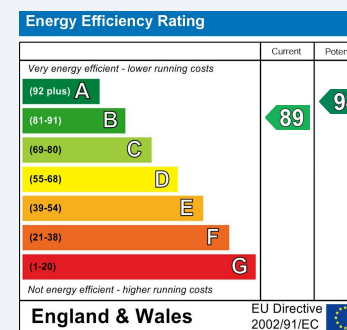 Energy Efficiency Rating
Current
Very energy efficient - lower running costs
(92 plus) A
(81-91) B
89
(69-80) C
(55-68) D
(39-54) E
(21-38) F
(1-20) G
Not energy efficient - higher running costs
England & Wales
EU Directive
2002/91/EC